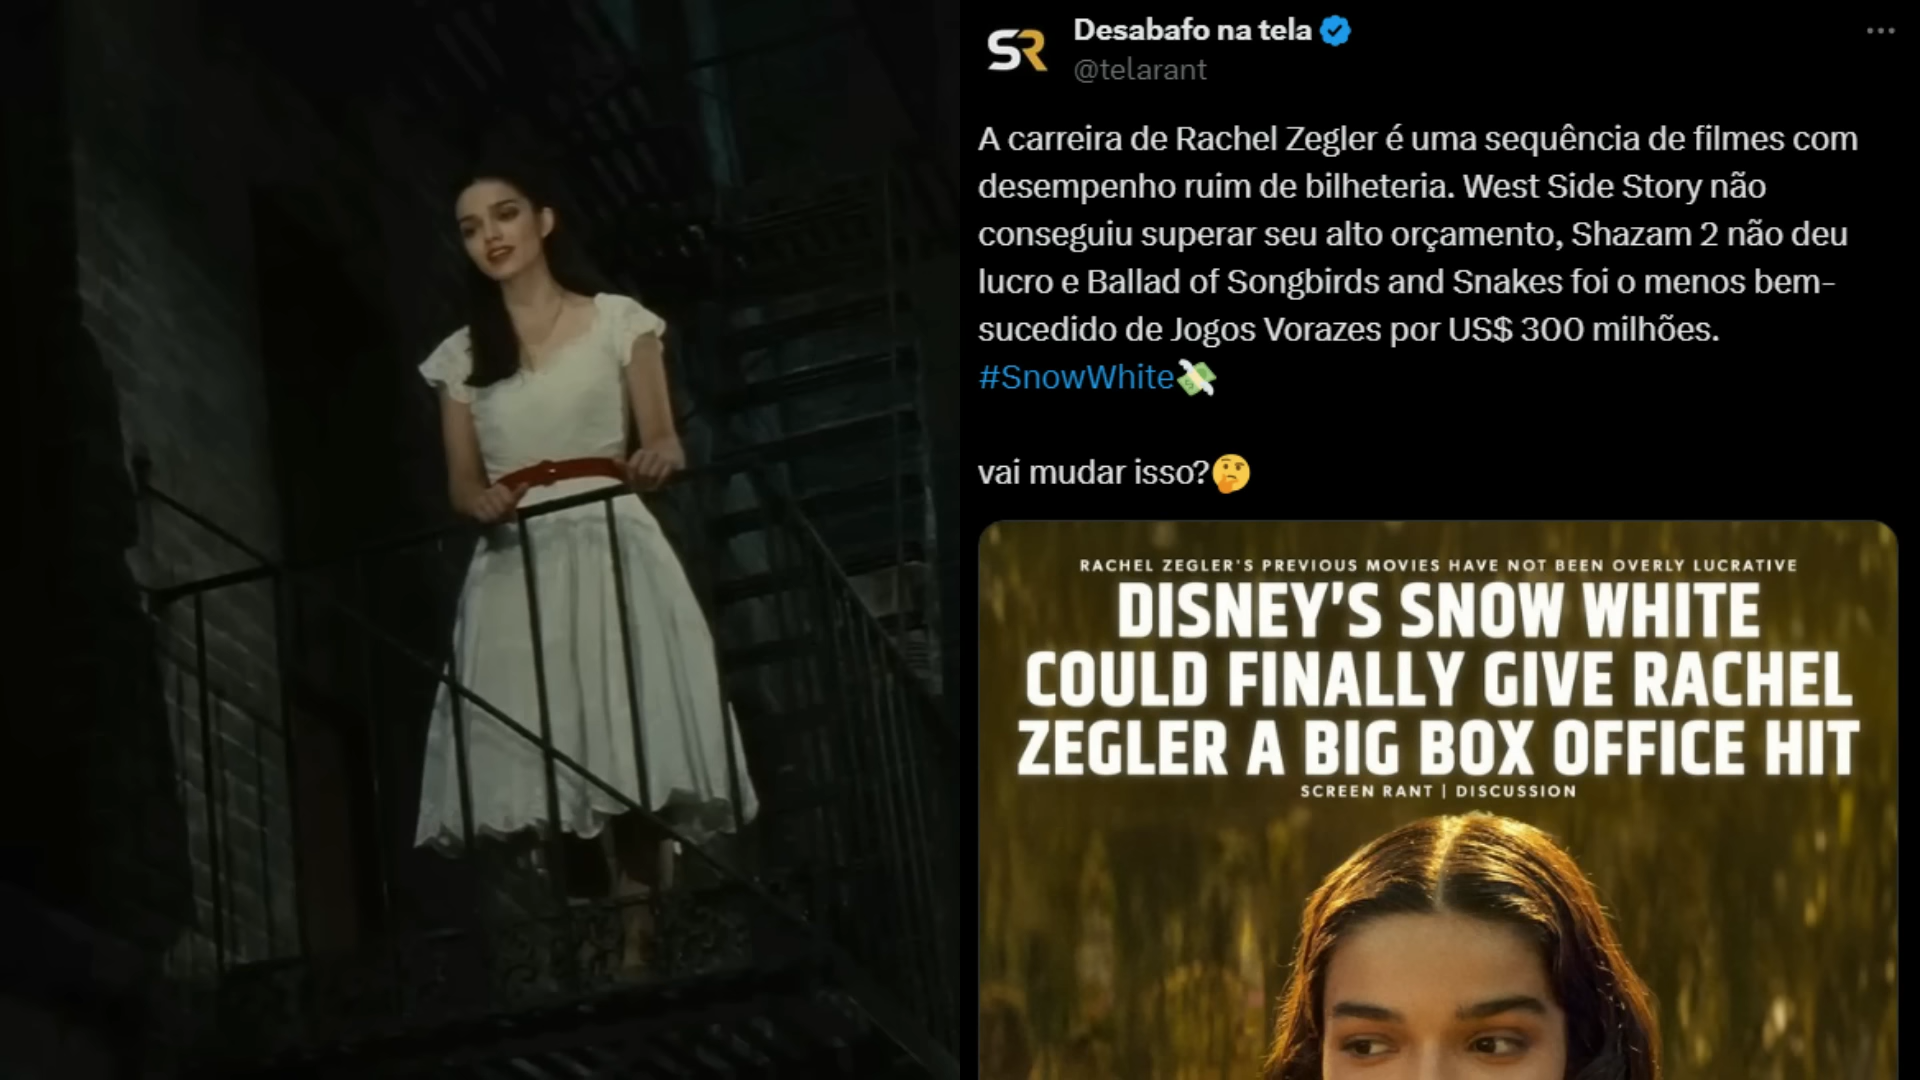 SR
Desabafo na tela
@telarant
A carreira de Rachel Zegler é uma sequência de filmes com
desempenho ruim de bilheteria. West Side Story não
conseguiu superar seu alto orçamento, Shazam 2 não deu
lucro e Ballad of Songbirds and Snakes foi o menos bem-
sucedido de Jogos Vorazes por US$ 300 milhões.
#SnowWhite💸
vai mudar isso?🤔
RACHEL ZEGLER'S PREVIOUS MOVIES HAVE NOT BEEN OVERLY LUCRATIVE
DISNEY'S SNOW WHITE
COULD FINALLY GIVE RACHEL
ZEGLER A BIG BOX OFFICE HIT
SCREEN RANT | DISCUSSION